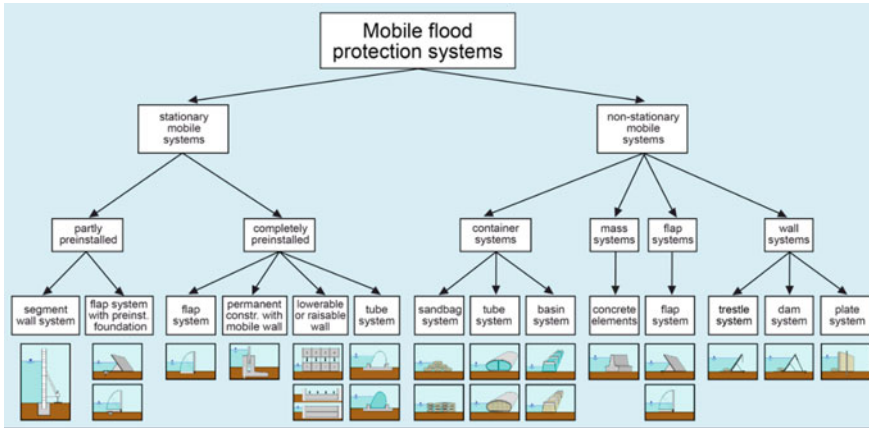 Mobile flood
protection systems
stationary
mobile
systems
non-stationary
mobile
systems
partly
preinstalled
completely
preinstalled
container
systems
mass
systems
flap
systems
wall
systems
segment
wall system
flap system
with preinst.
foundation
flap
system
permanent
constr. with
mobile wall
lowerable
or raisable
wall
tube
system
sandbag
system
tube
system
basin
system
concrete
elements
flap
system
trestle
system
dam
system
plate
system